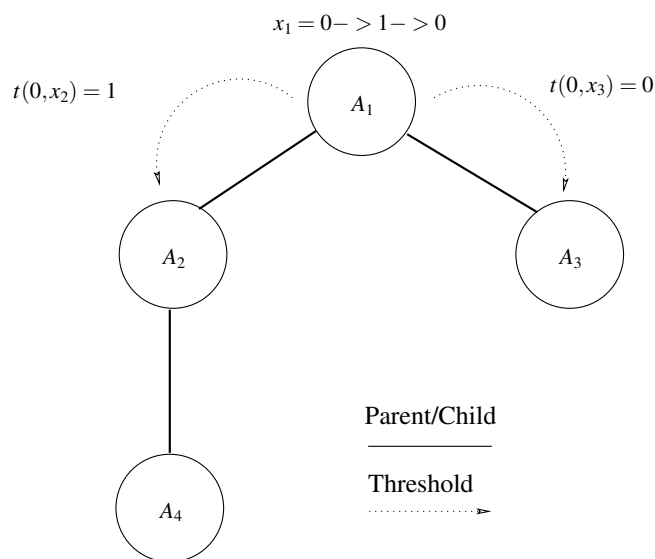 x₁ = 0− > 1− > 0
t(0,x₂) = 1
t(0,x₃) = 0
A₁
A₂
A₃
Parent/Child
Threshold
A₄